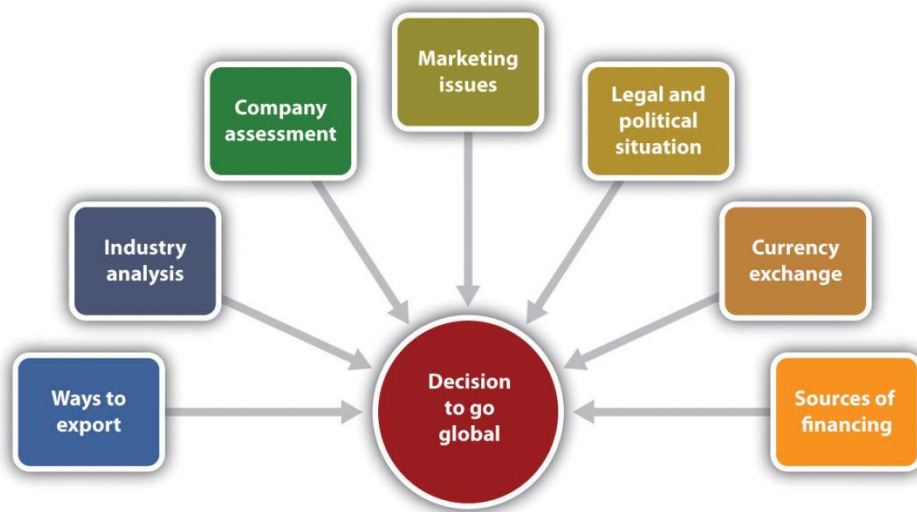 Marketing
issues
Company
assessment
Legal and
political
situation
Industry
analysis
Currency
exchange
Ways to
export
Decision
to go
global
Sources of
financing